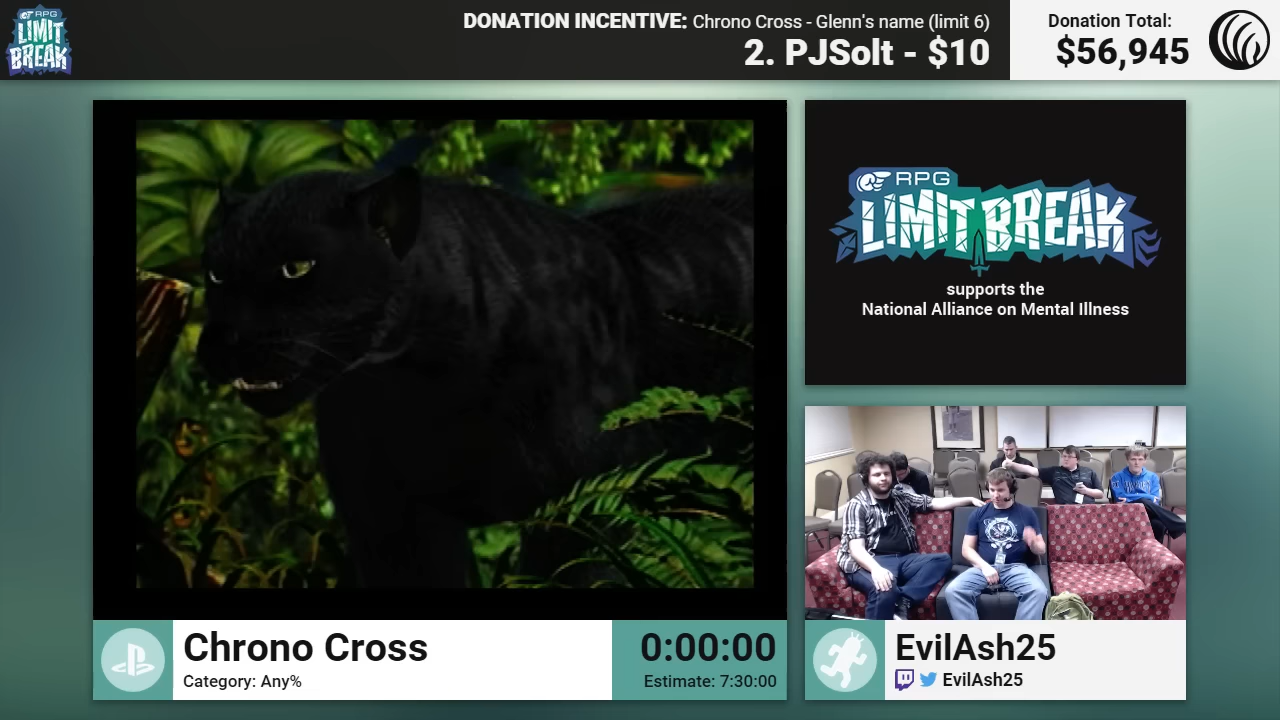 RPG
LIMIT
BREAK
DONATION INCENTIVE: Chrono Cross - Glenn's name (limit 6)
2. PJSolt - $10
Donation Total:
$56,945
RPG
LIMIT BREAK
supports the
National Alliance on Mental Illness
Chrono Cross
Category: Any%
0:00:00
Estimate: 7:30:00
EvilAsh25
EvilAsh25